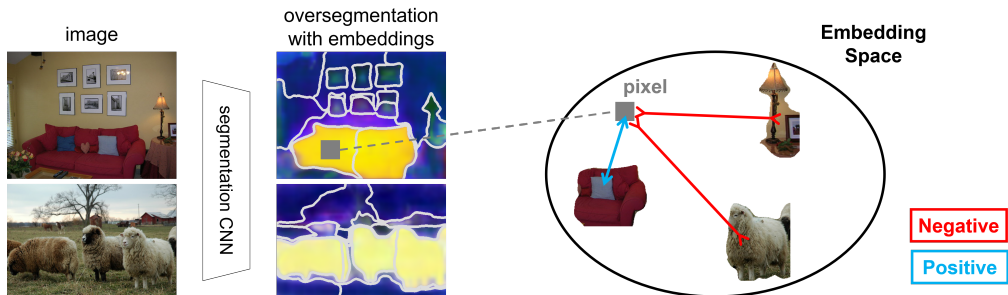 image
oversegmentation
with embeddings
segmentation CNN
Embedding
Space
pixel
Negative
Positive